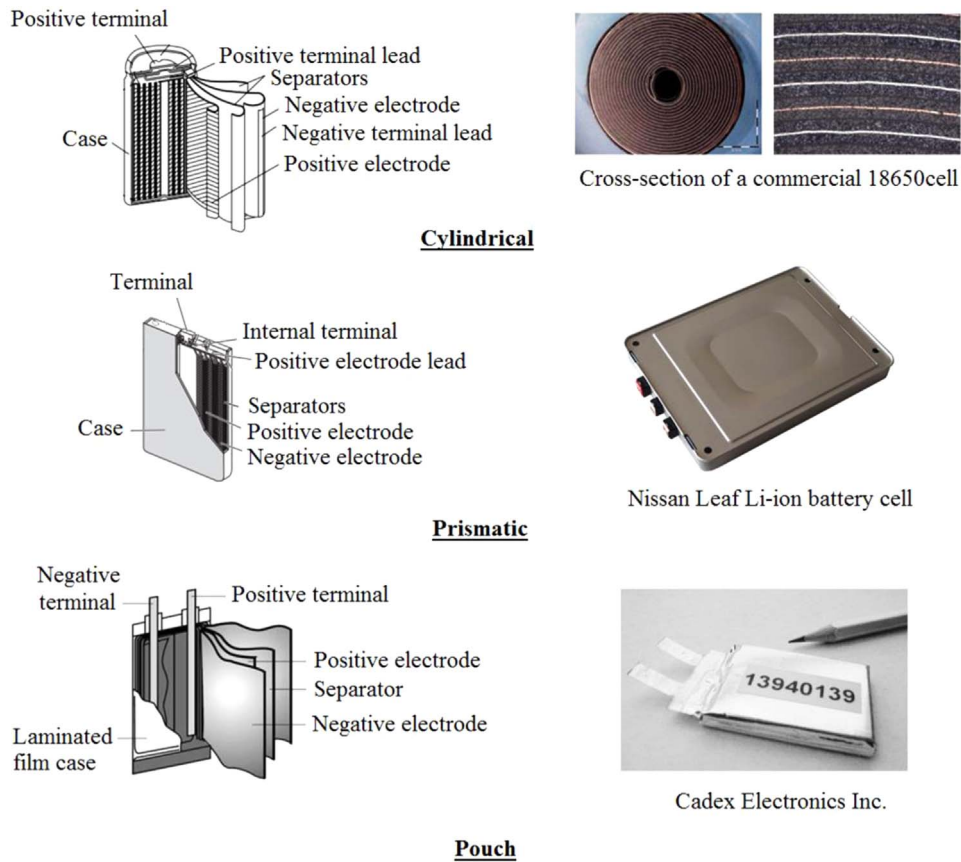 Positive terminal
Positive terminal lead
Separators
Negative electrode
Negative terminal lead
Positive electrode
Case
Cross-section of a commercial 18650cell
Cylindrical
Terminal
Internal terminal
Positive electrode lead
Separators
Positive electrode
Negative electrode
Case
Nissan Leaf Li-ion battery cell
Prismatic
Negative
terminal
Positive terminal
Positive electrode
Separator
Negative electrode
Laminated
film case
13940139
Cadex Electronics Inc.
Pouch